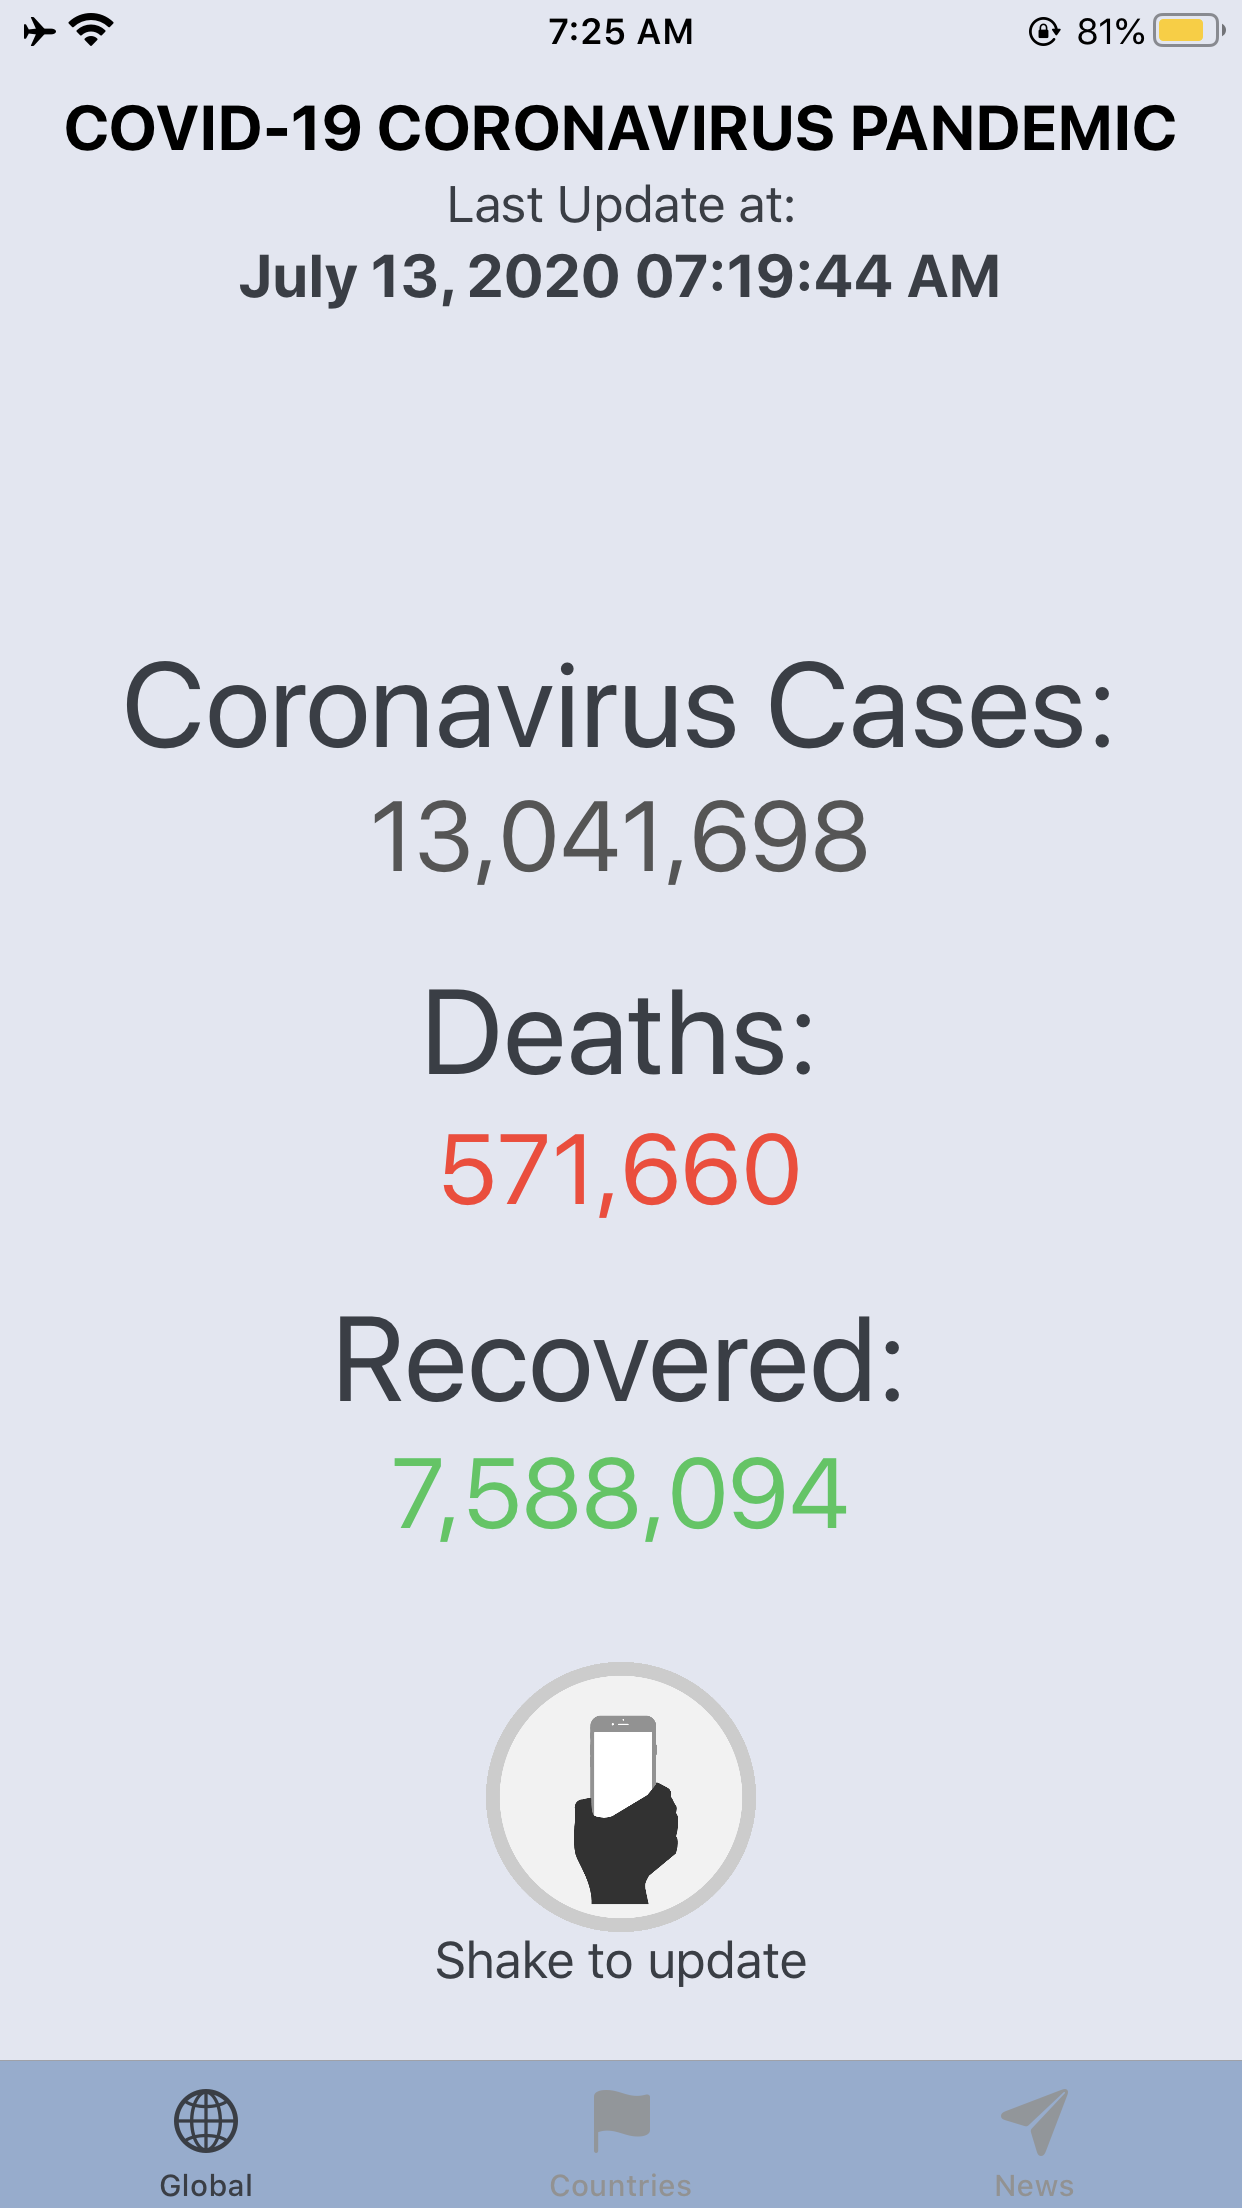 7:25 AM
81%
COVID-19 CORONAVIRUS PANDEMIC
Last Update at:
July 13, 2020 07:19:44 AM
Coronavirus Cases:
13,041,698
Deaths:
571,660
Recovered:
7,588,094
Shake to update
Global
Countries
News